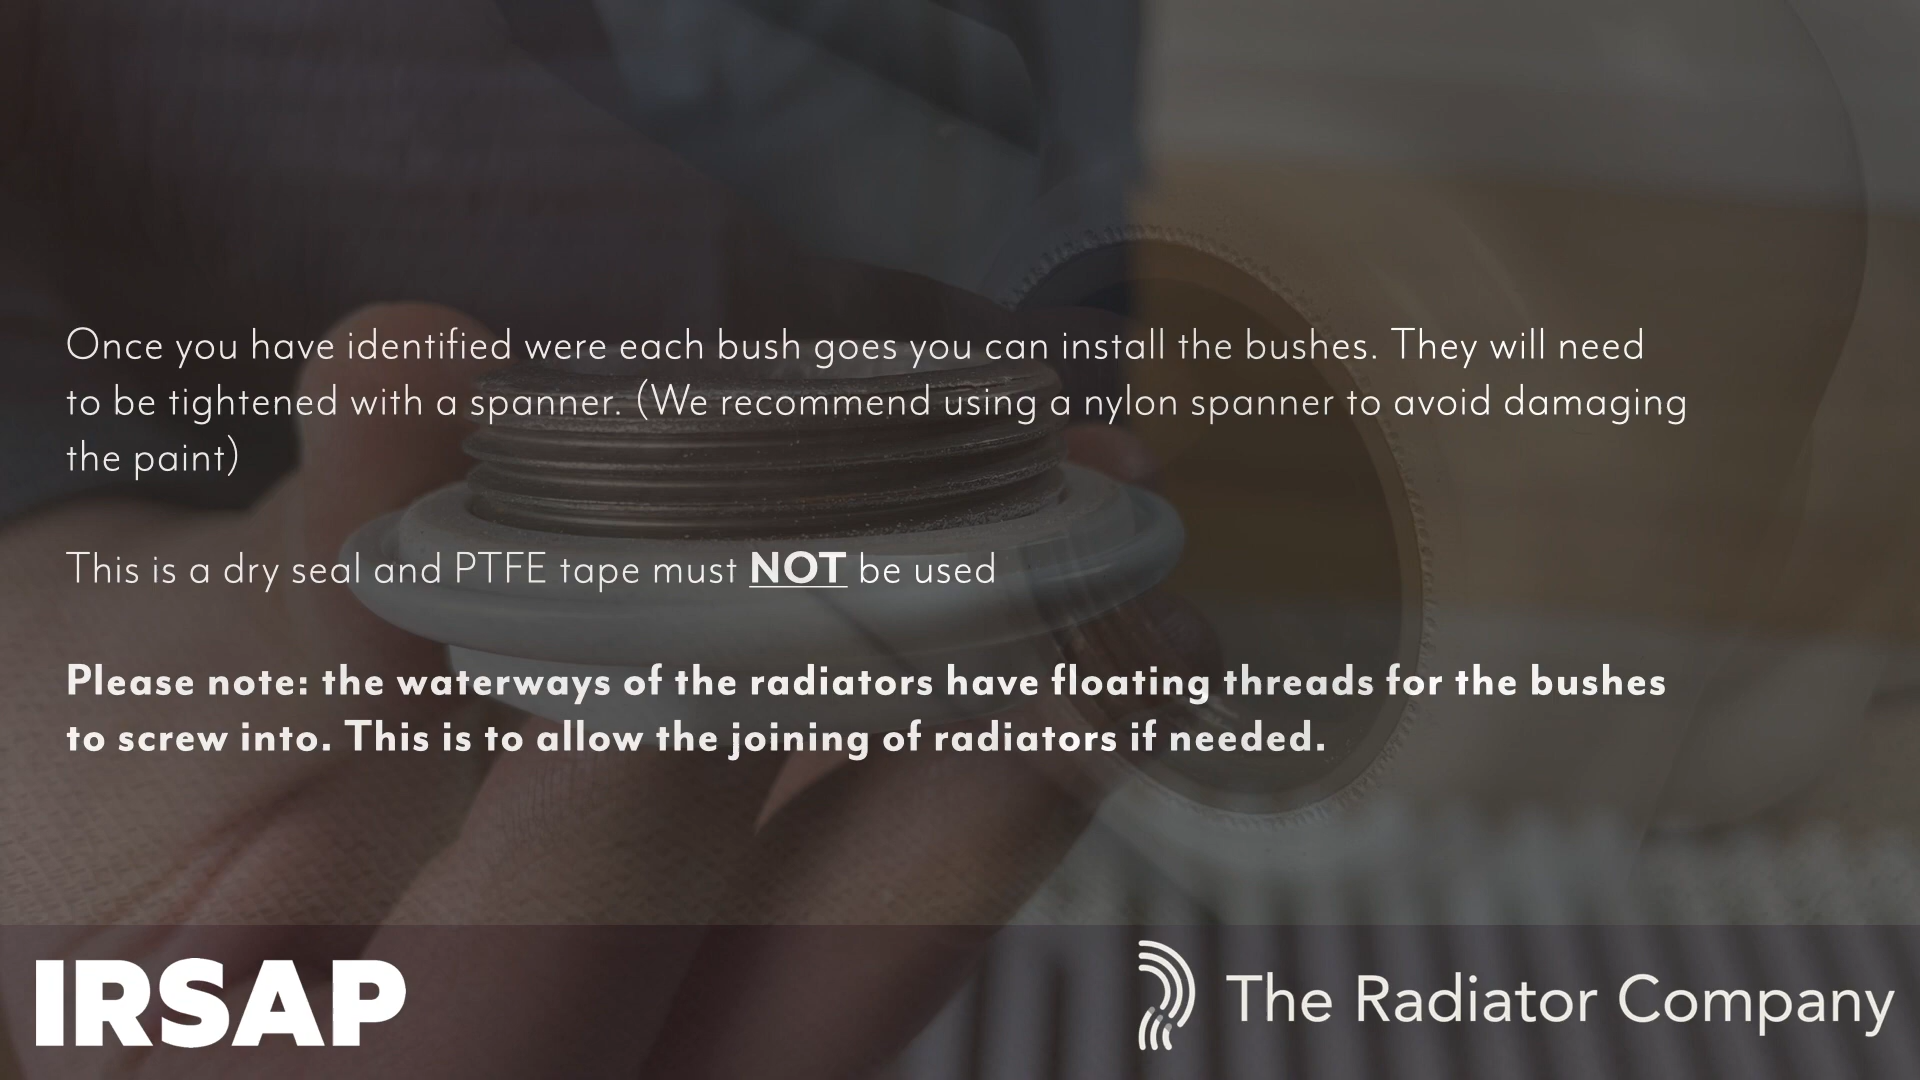 Once you have identified were each bush goes you can install the bushes. They will need
to be tightened with a spanner. (We recommend using a nylon spanner to avoid damaging
the paint)
This is a dry seal and PTFE tape must NOT be used
Please note: the waterways of the radiators have floating threads for the bushes
to screw into. This is to allow the joining of radiators if needed.
IRSAP
The Radiator Company